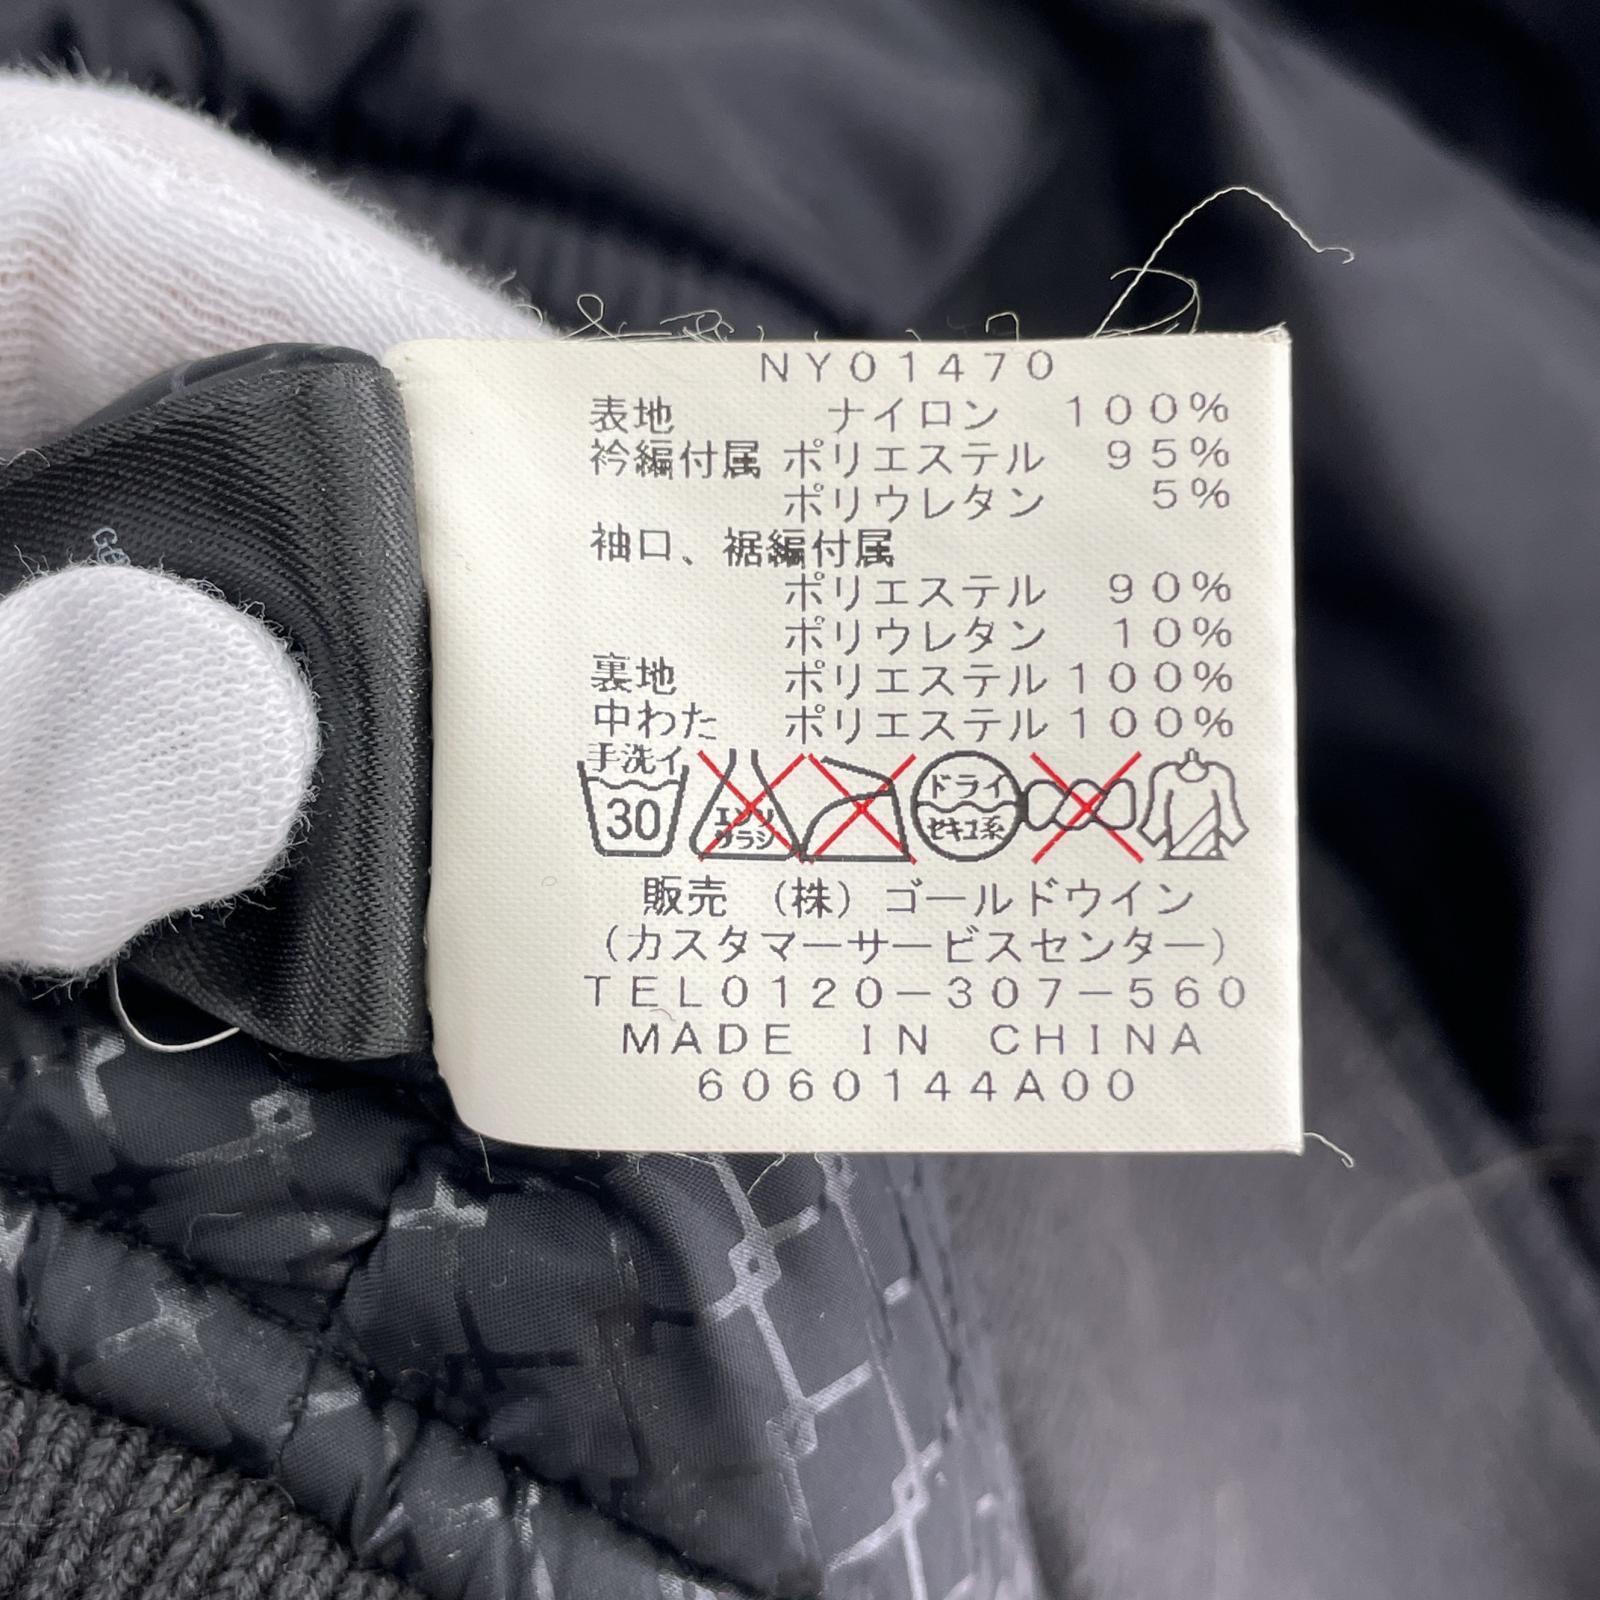 NY01470
表地 ナイロン 100%
衿編付属 ポリエステル 95%
ポリウレタン 5%
袖口、裾編付属
ポリエステル 90%
ポリウレタン 10%
裏地 ポリエステル 100%
中わた ポリエステル 100%
手洗イ
30
エンソ
サラシ
ドライ
セキユ系
販売 (株) ゴールドウイン
(カスタマーサービスセンター)
TEL0120-307-560
MADE IN CHINA
6060144A00